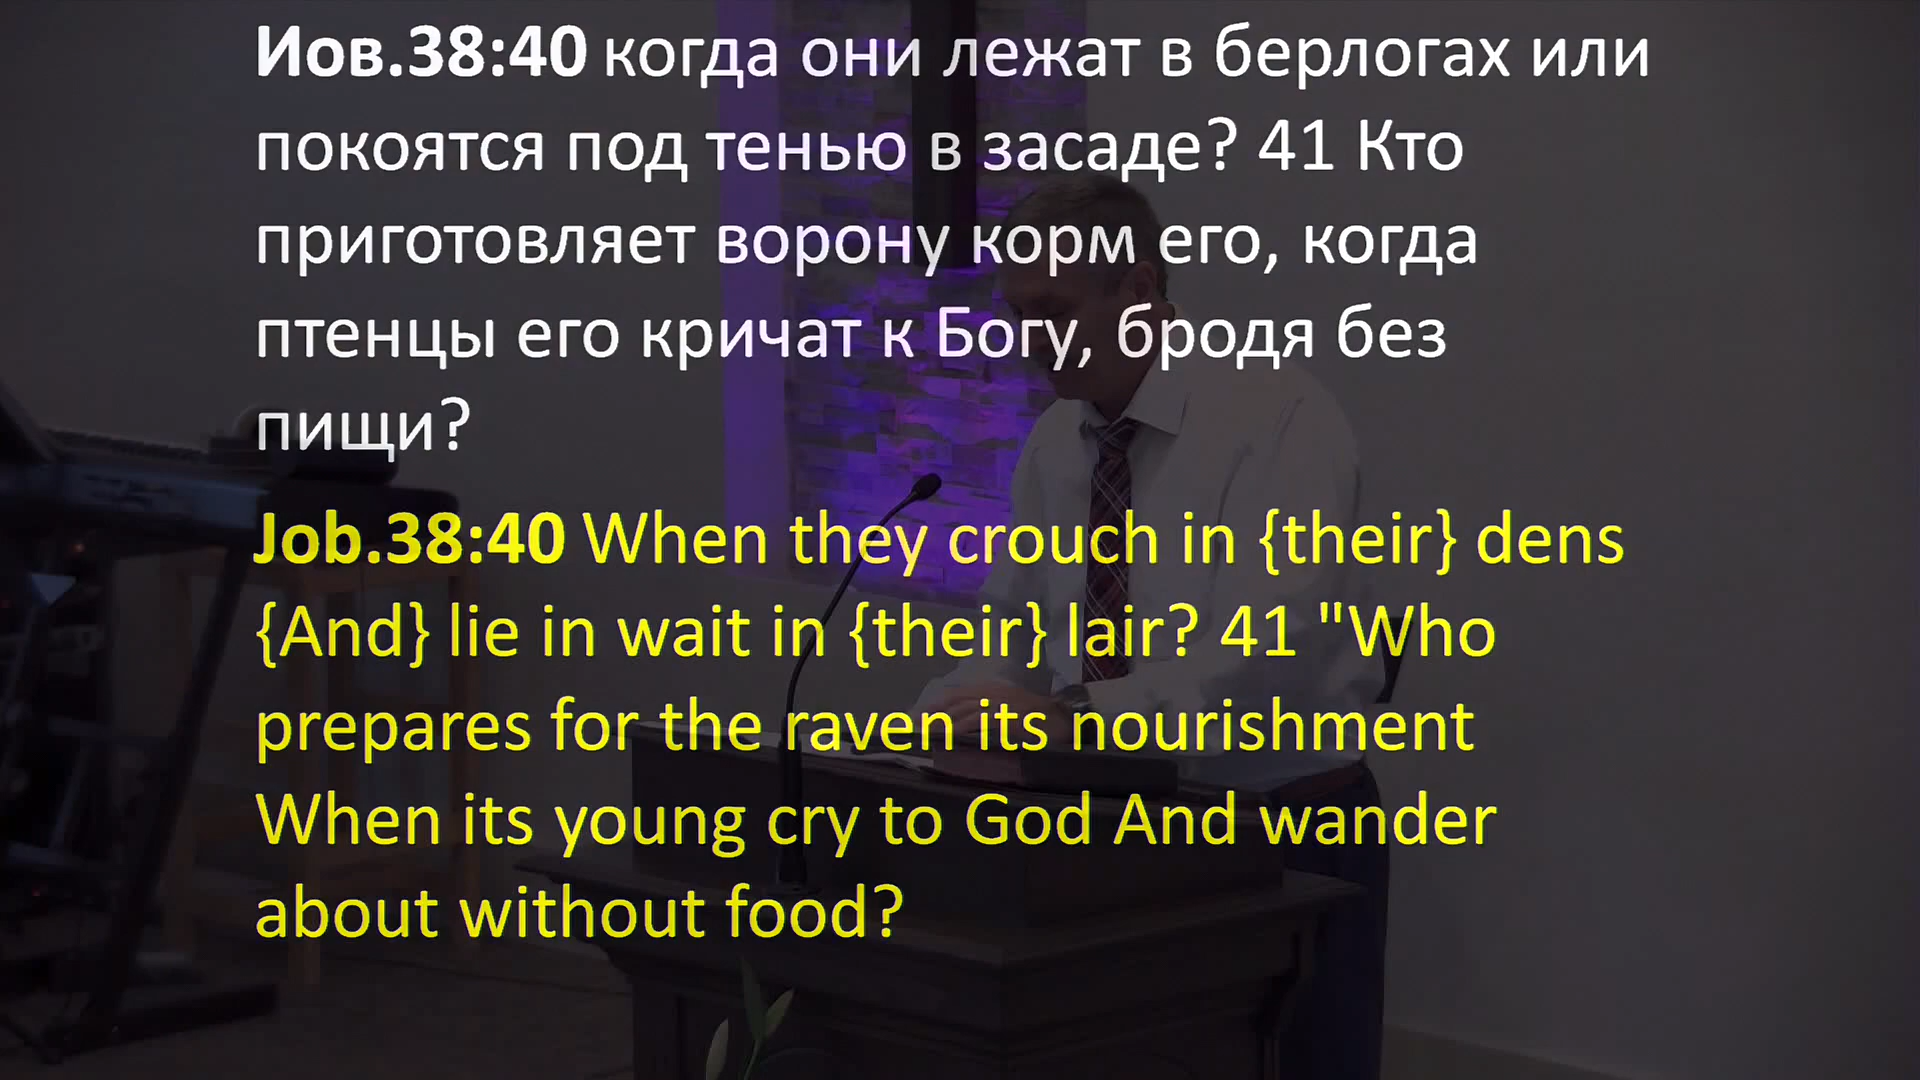 Иов.38:40 когда они лежат в берлогах или
покоятся под тенью в засаде? 41 Кто
приготовляет ворону корм его, когда
птенцы его кричат к Богу, бродя без
пищи?
Job.38:40 When they crouch in {their} dens
{And} lie in wait in {their} lair? 41 "Who
prepares for the raven its nourishment
When its young cry to God And wander
about without food?